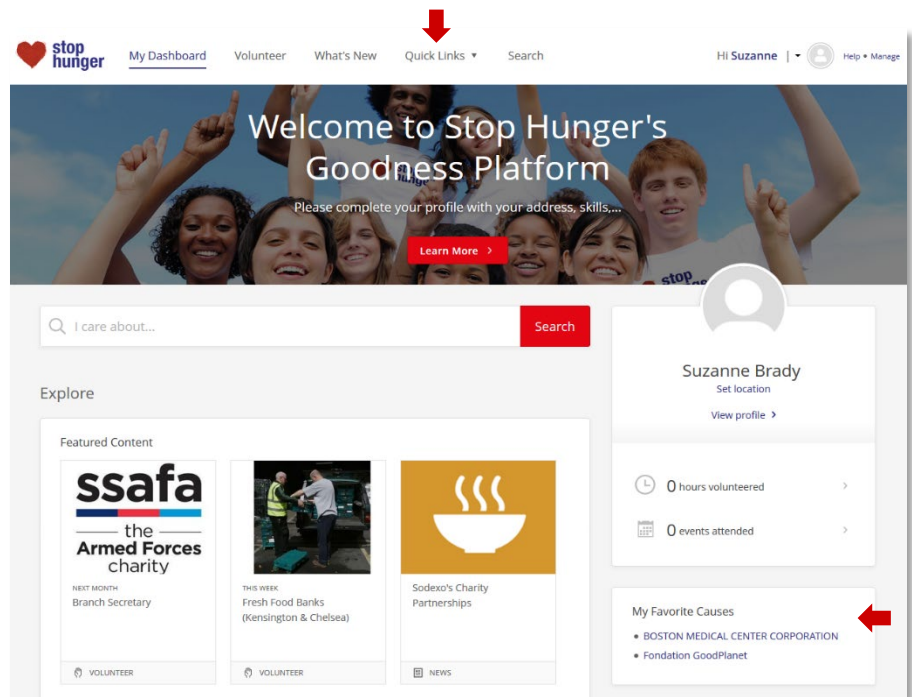 stop
hunger
My Dashboard
Volunteer
What's New
Quick Links
Search
Hi Suzanne |
Help • Manage
Welcome to Stop Hunger's
Goodness Platform
Please complete your profile with your address, skills,...
Learn More >
stop
I care about...
Search
Suzanne Brady
Set location
View profile >
Explore
Featured Content
ssafa
the
Armed Forces
charity
NEXT MONTH
Branch Secretary
VOLUNTEER
THIS WEEK
Fresh Food Banks
(Kensington & Chelsea)
VOLUNTEER
Sodexo's Charity
Partnerships
NEWS
0 hours volunteered
0 events attended
My Favorite Causes
• BOSTON MEDICAL CENTER CORPORATION
• Fondation GoodPlanet